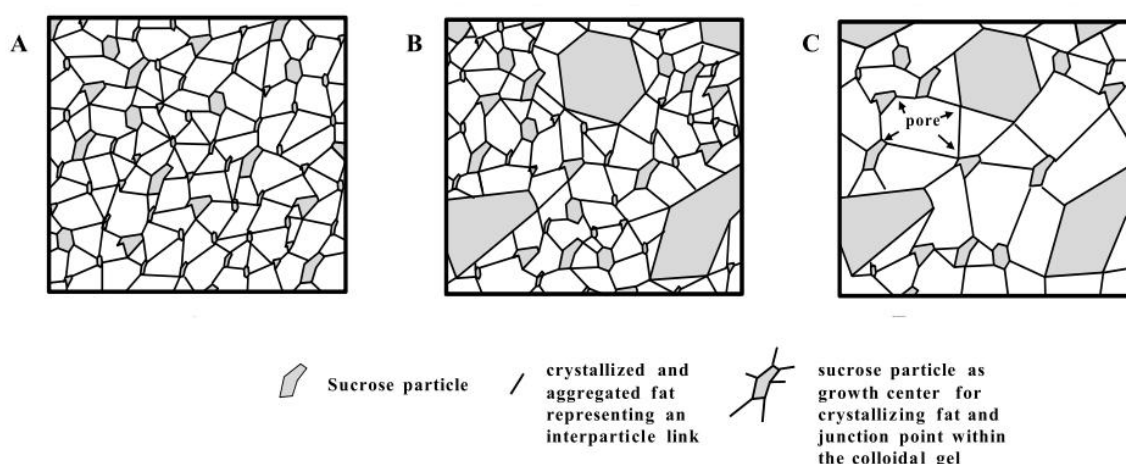 A
B
C
pore
Sucrose particle
crystallized and
aggregated fat
representing an
interparticle link
sucrose particle as
growth center for
crystallizing fat and
junction point within
the colloidal gel